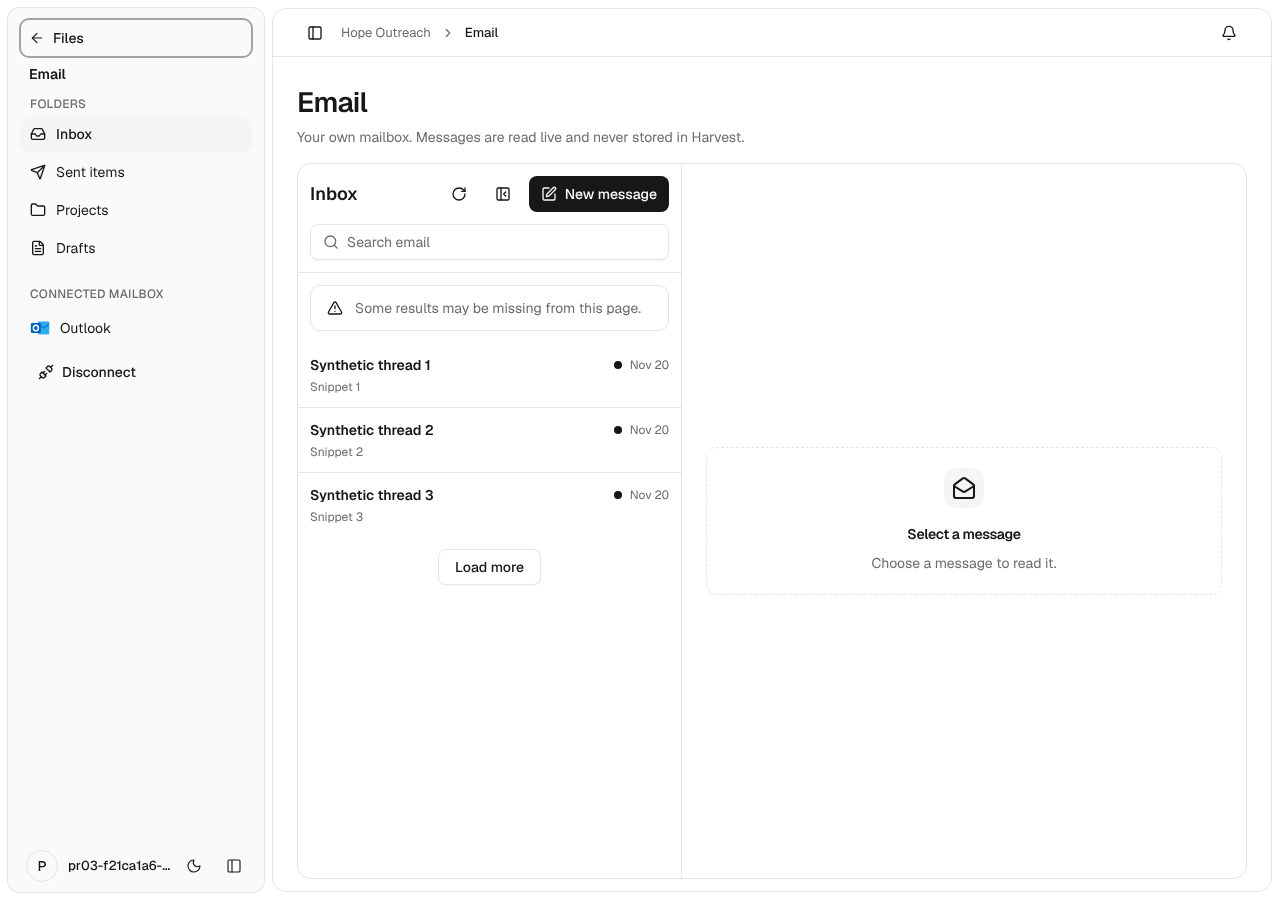 Files
Email
FOLDERS
Inbox
Sent items
Projects
Drafts
CONNECTED MAILBOX
Outlook
Disconnect
P pr03-f21ca1a6-...
Hope Outreach > Email
Email
Your own mailbox. Messages are read live and never stored in Harvest.
Inbox
New message
Search email
Some results may be missing from this page.
Synthetic thread 1 Nov 20
Snippet 1
Synthetic thread 2 Nov 20
Snippet 2
Synthetic thread 3 Nov 20
Snippet 3
Load more
Select a message
Choose a message to read it.